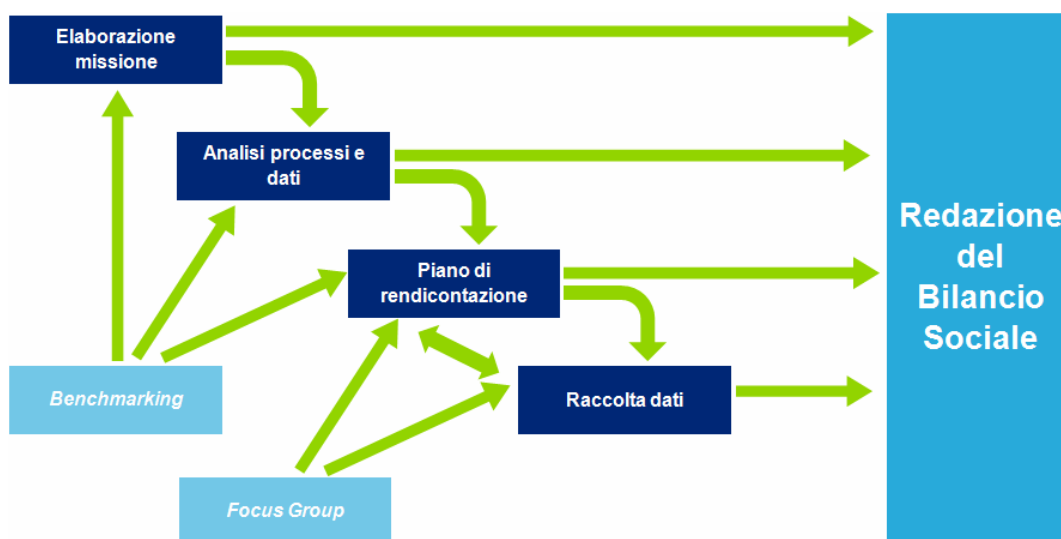 Elaborazione
missione
Analisi processi e
dati
Piano di
rendicontazione
Raccolta dati
Benchmarking
Focus Group
Redazione
del
Bilancio
Sociale